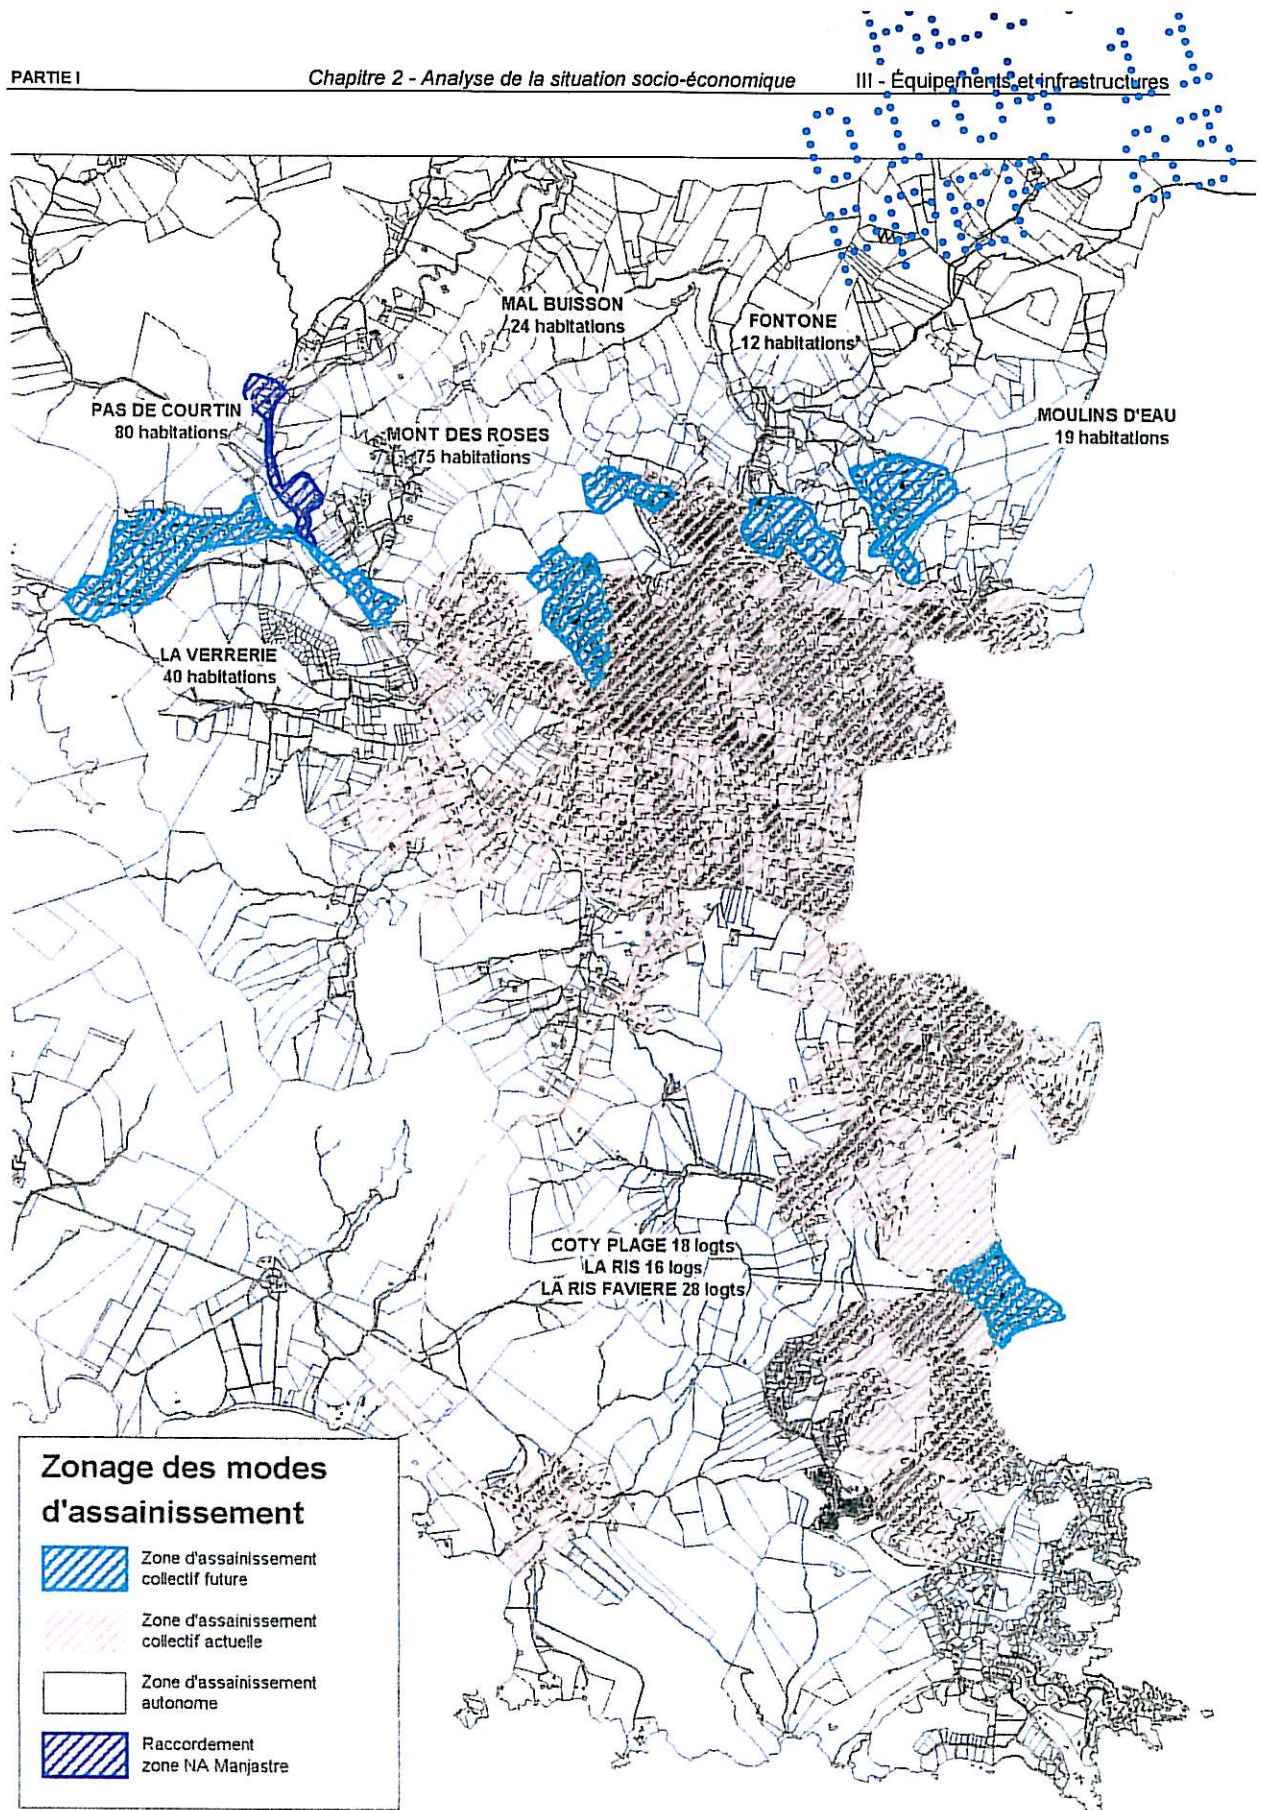 PARTIE I
Chapitre 2 - Analyse de la situation socio-économique
III - Équipements et infrastructures
MAL BUISSON
24 habitations
FONTONE
12 habitations
PAS DE COURTIN
80 habitations
MONT DES ROSES
75 habitations
MOULINS D'EAU
19 habitations
LA VERRERIE
40 habitations
COTY PLAGE 18 logts
LA RIS 16 logs
LA RIS FAVIERE 28 logts
Zonage des modes
d'assainissement
Zone d'assainissement
collectif future
Zone d'assainissement
collectif actuelle
Zone d'assainissement
autonome
Raccordement
zone NA Manjastre